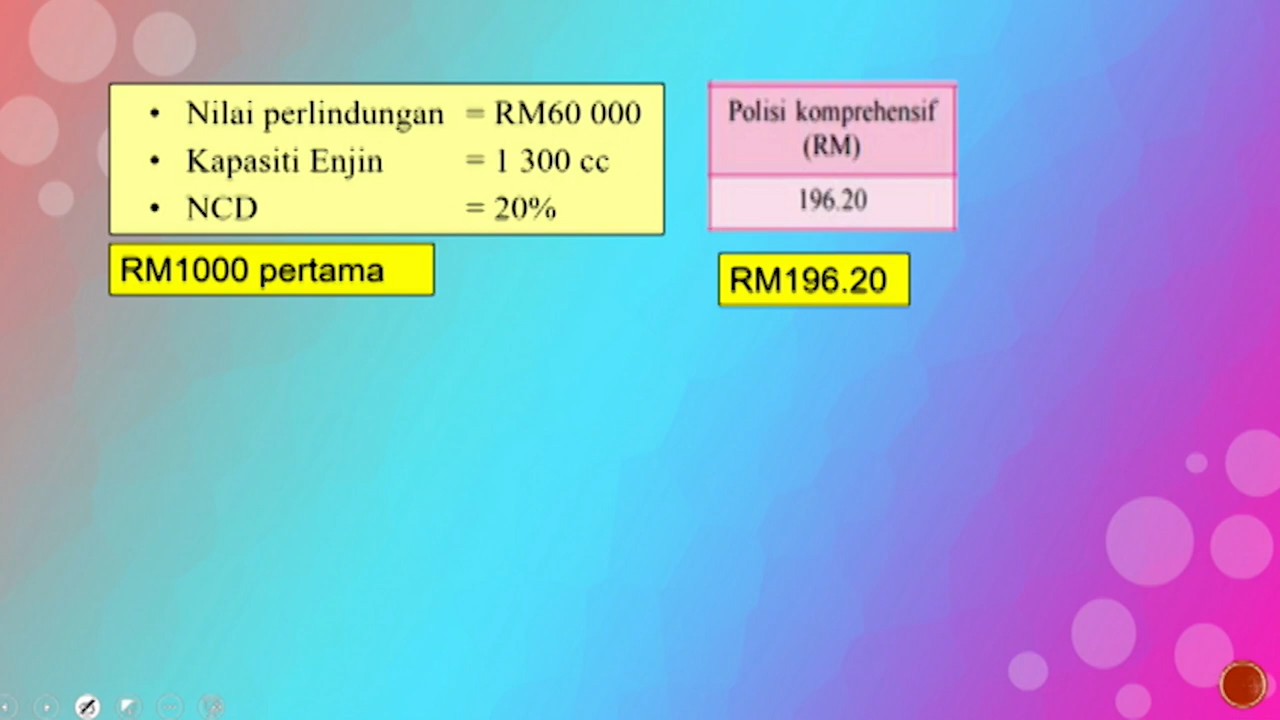 • Nilai perlindungan = RM60 000
• Kapasiti Enjin = 1 300 cc
• NCD = 20%
RM1000 pertama
Polisi komprehensif
(RM)
196.20
RM196.20